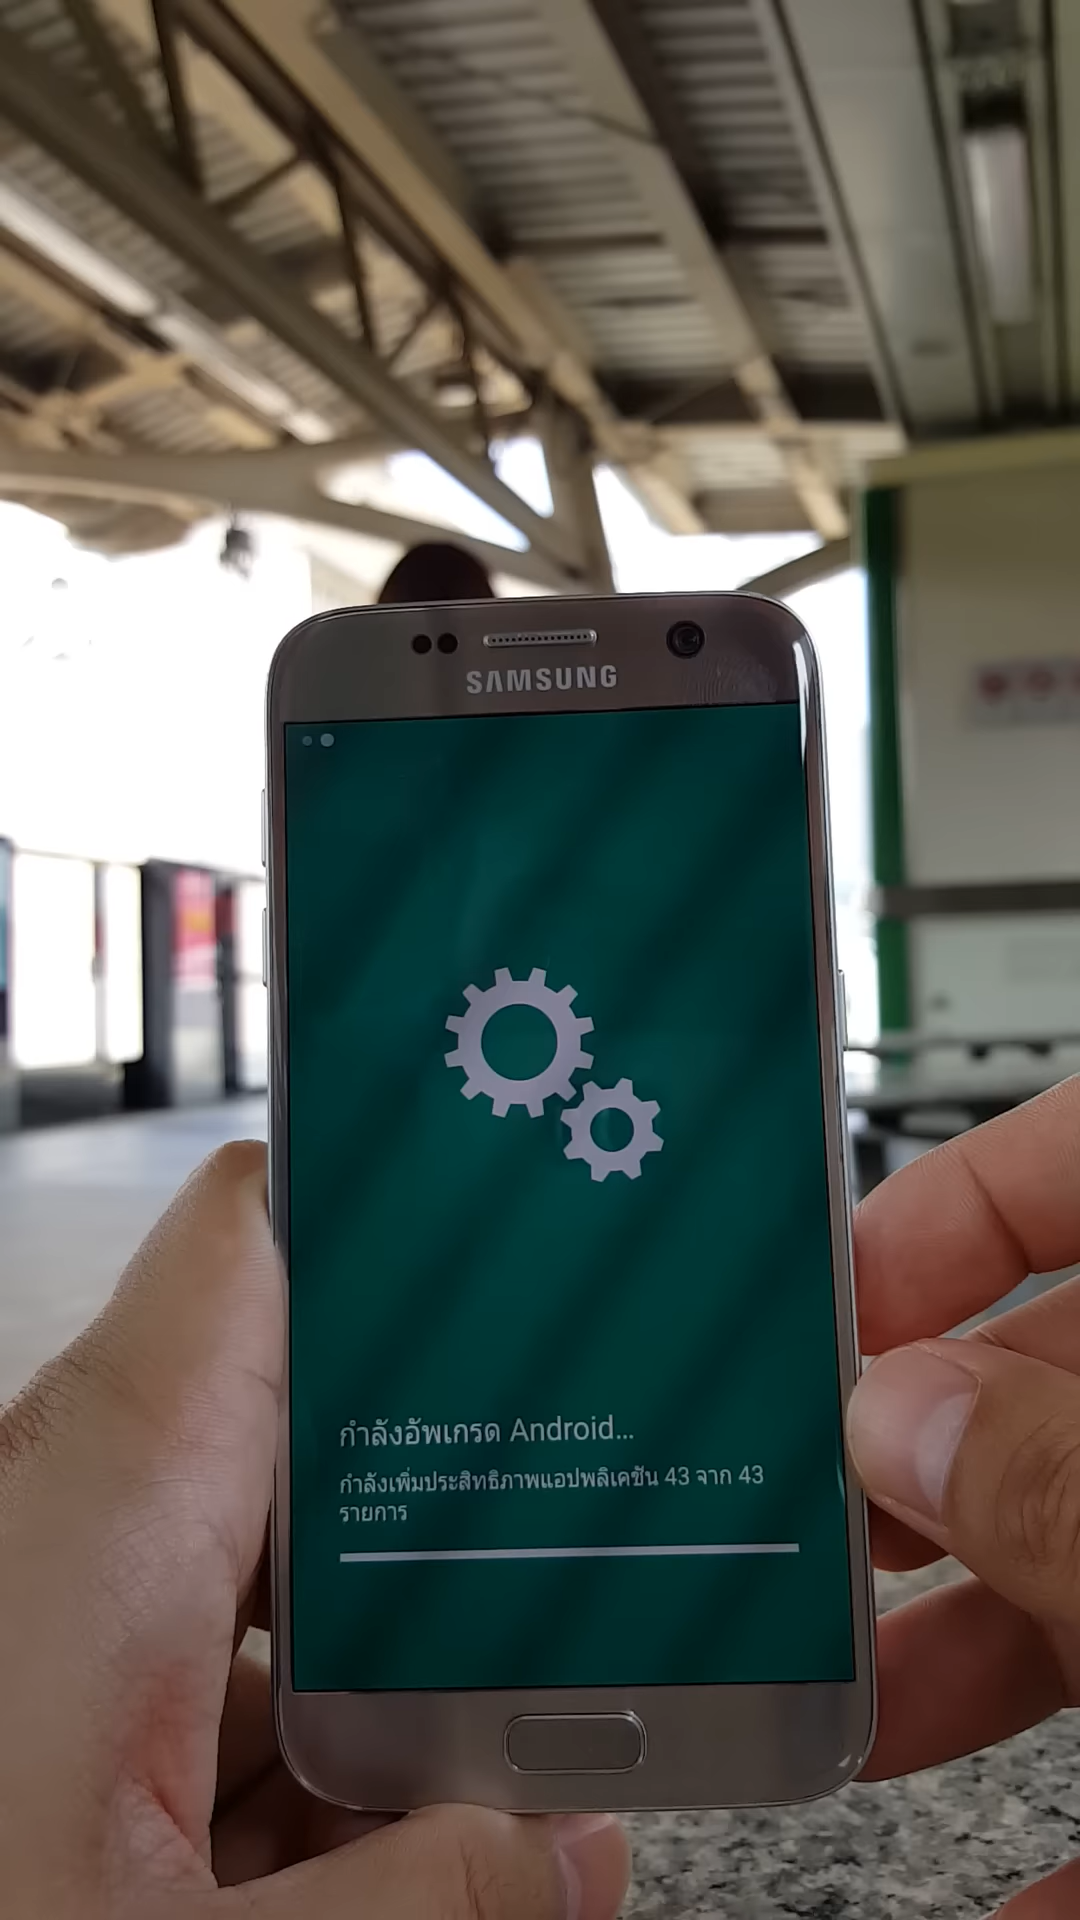 SAMSUNG
กำลังอัพเกรด Android...
กำลังเพิ่มประสิทธิภาพแอปพลิเคชัน 43 จาก 43
รายการ